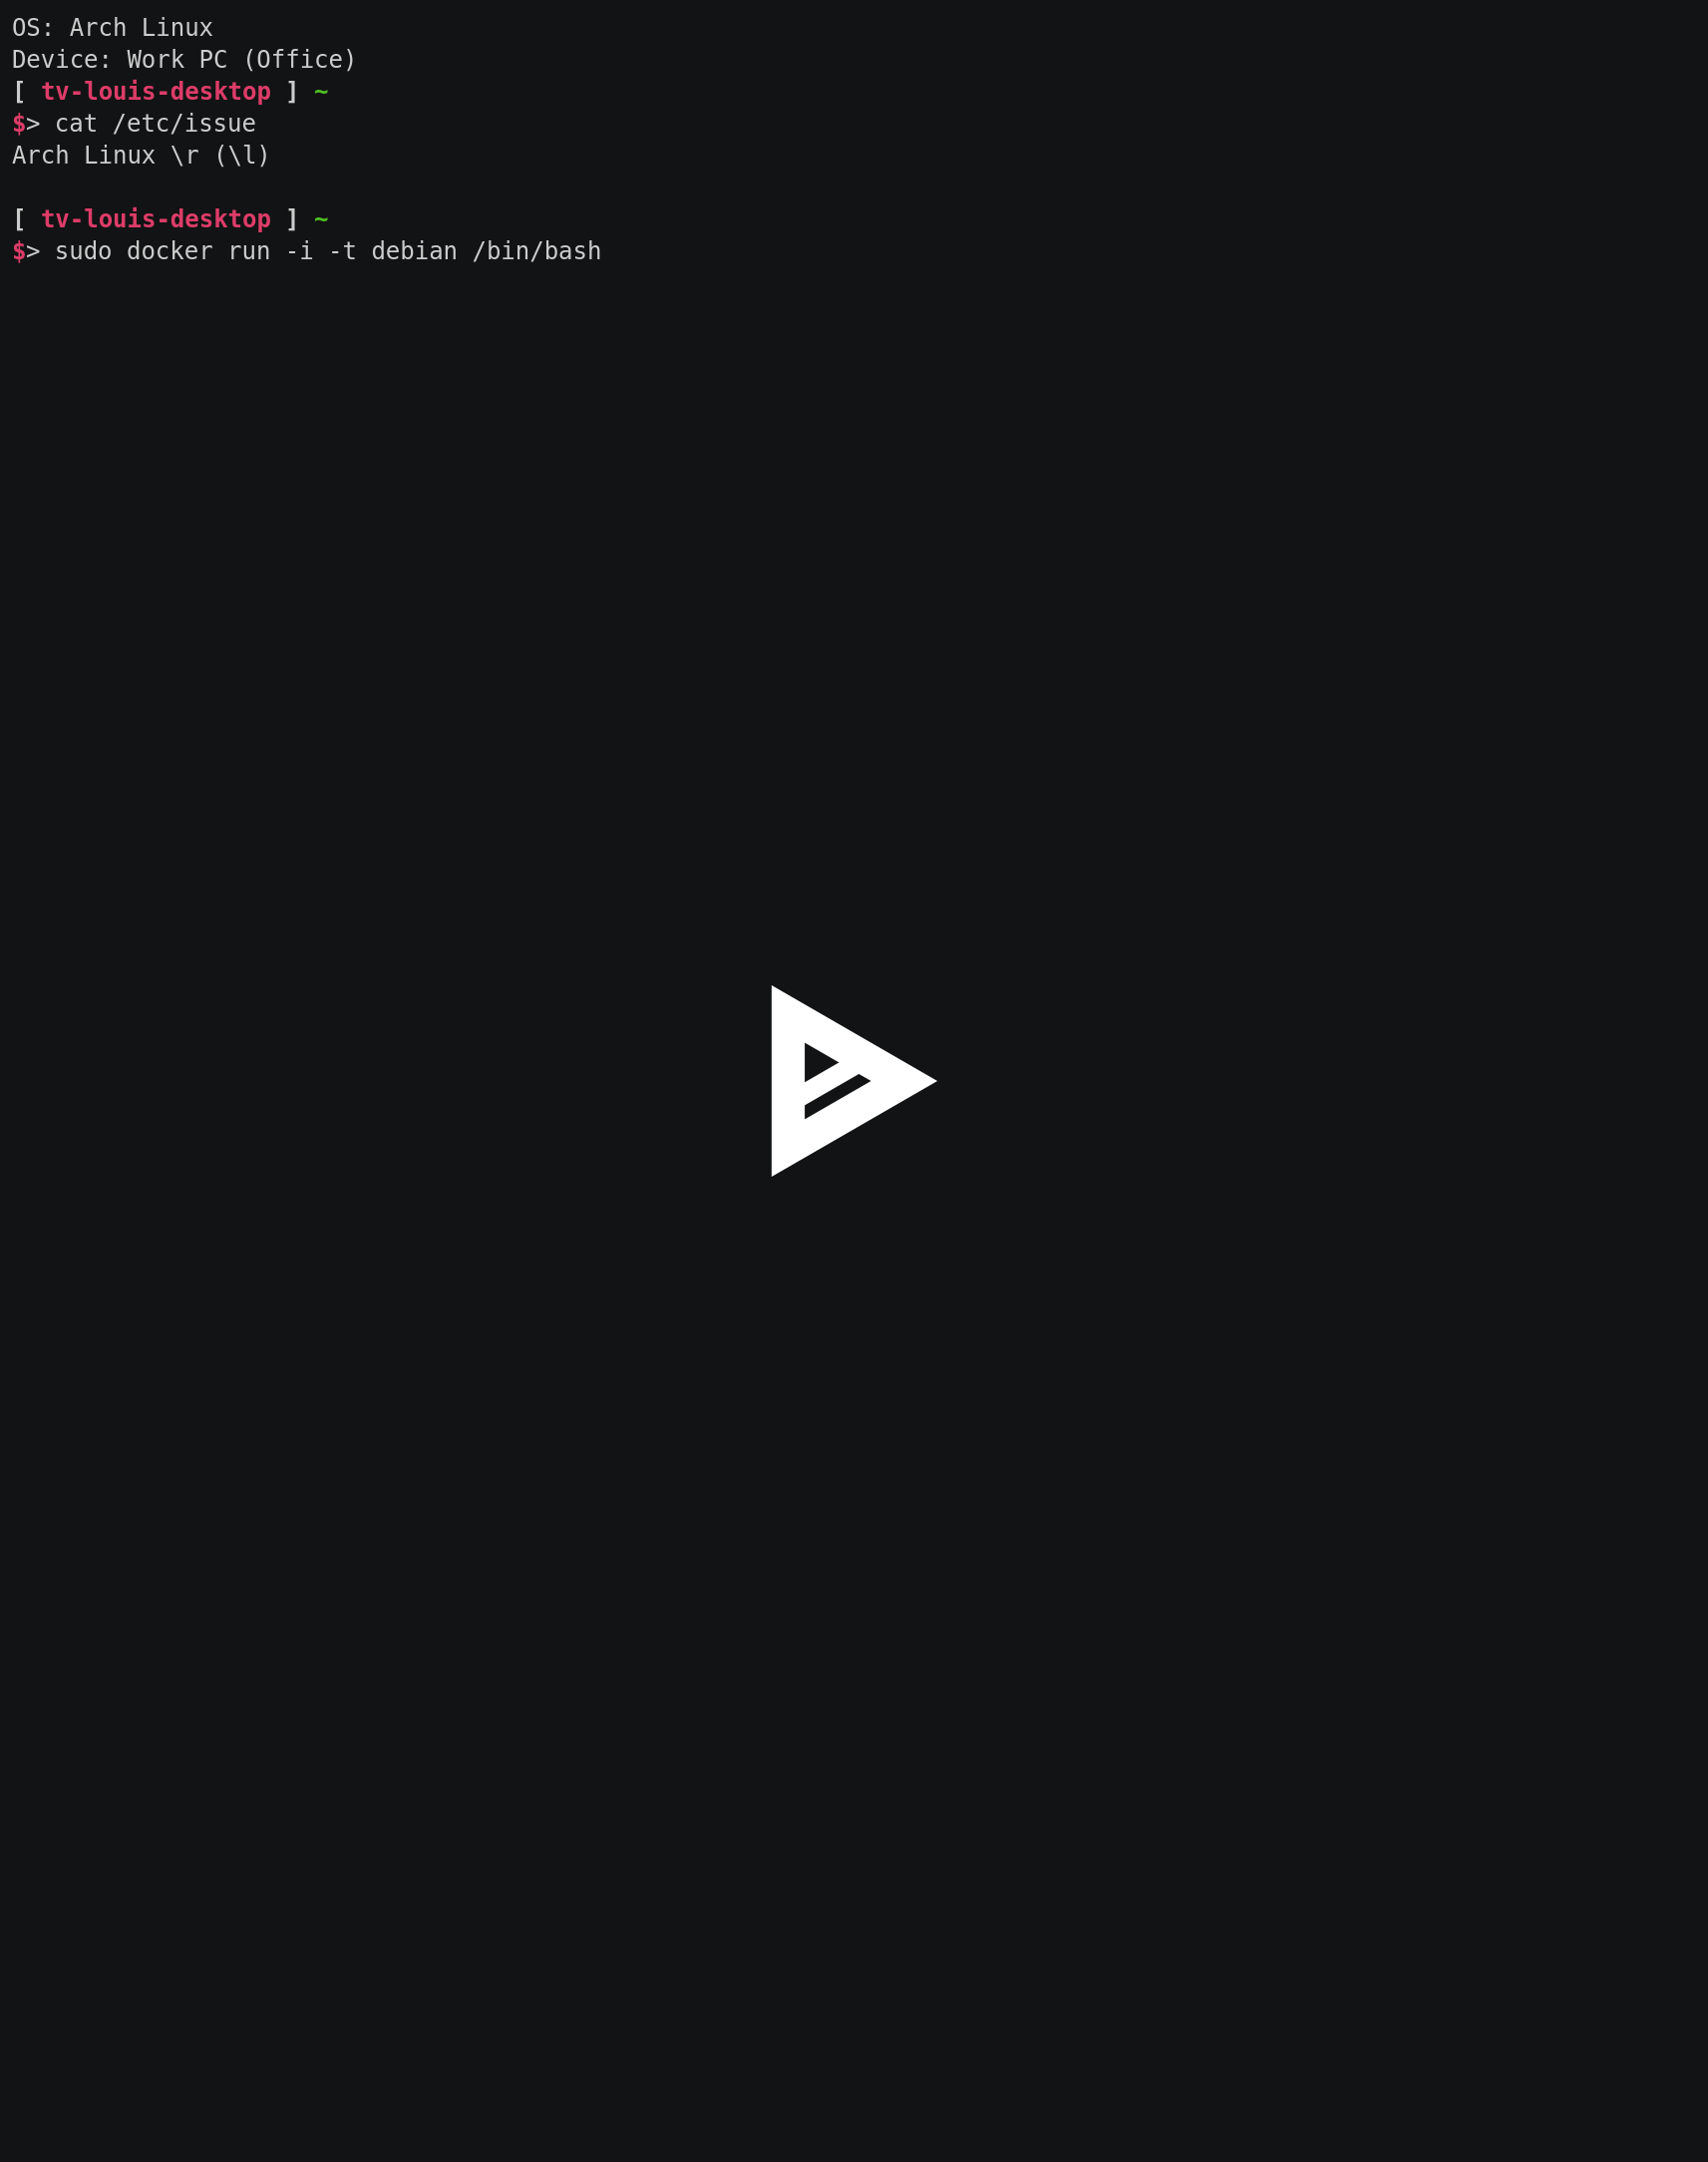 OS: Arch Linux
Device: Work PC (Office)
[ tv-louis-desktop ] ~
$> cat /etc/issue
Arch Linux \r (\l)
[ tv-louis-desktop ] ~
$> sudo docker run -i -t debian /bin/bash